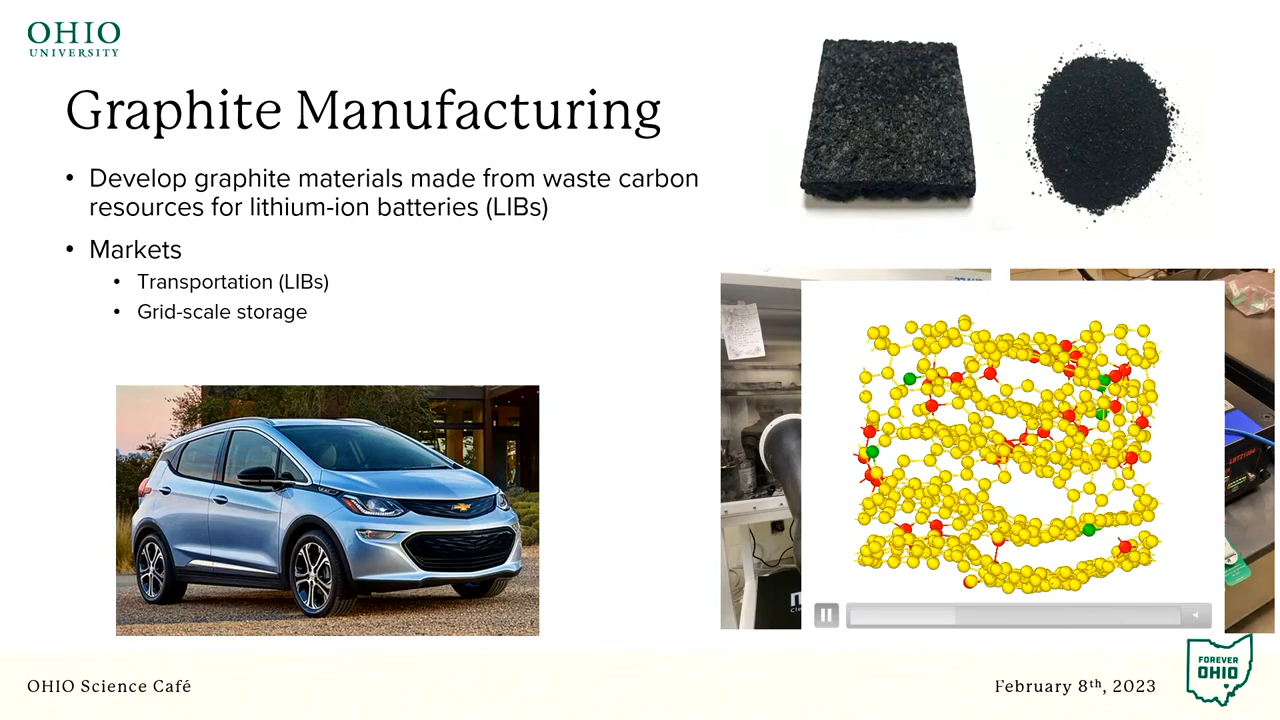 OHIO
UNIVERSITY
Graphite Manufacturing
• Develop graphite materials made from waste carbon
resources for lithium-ion batteries (LIBs)
• Markets
• Transportation (LIBs)
• Grid-scale storage
OHIO Science Café
February 8th, 2023
FOREVER
OHIO